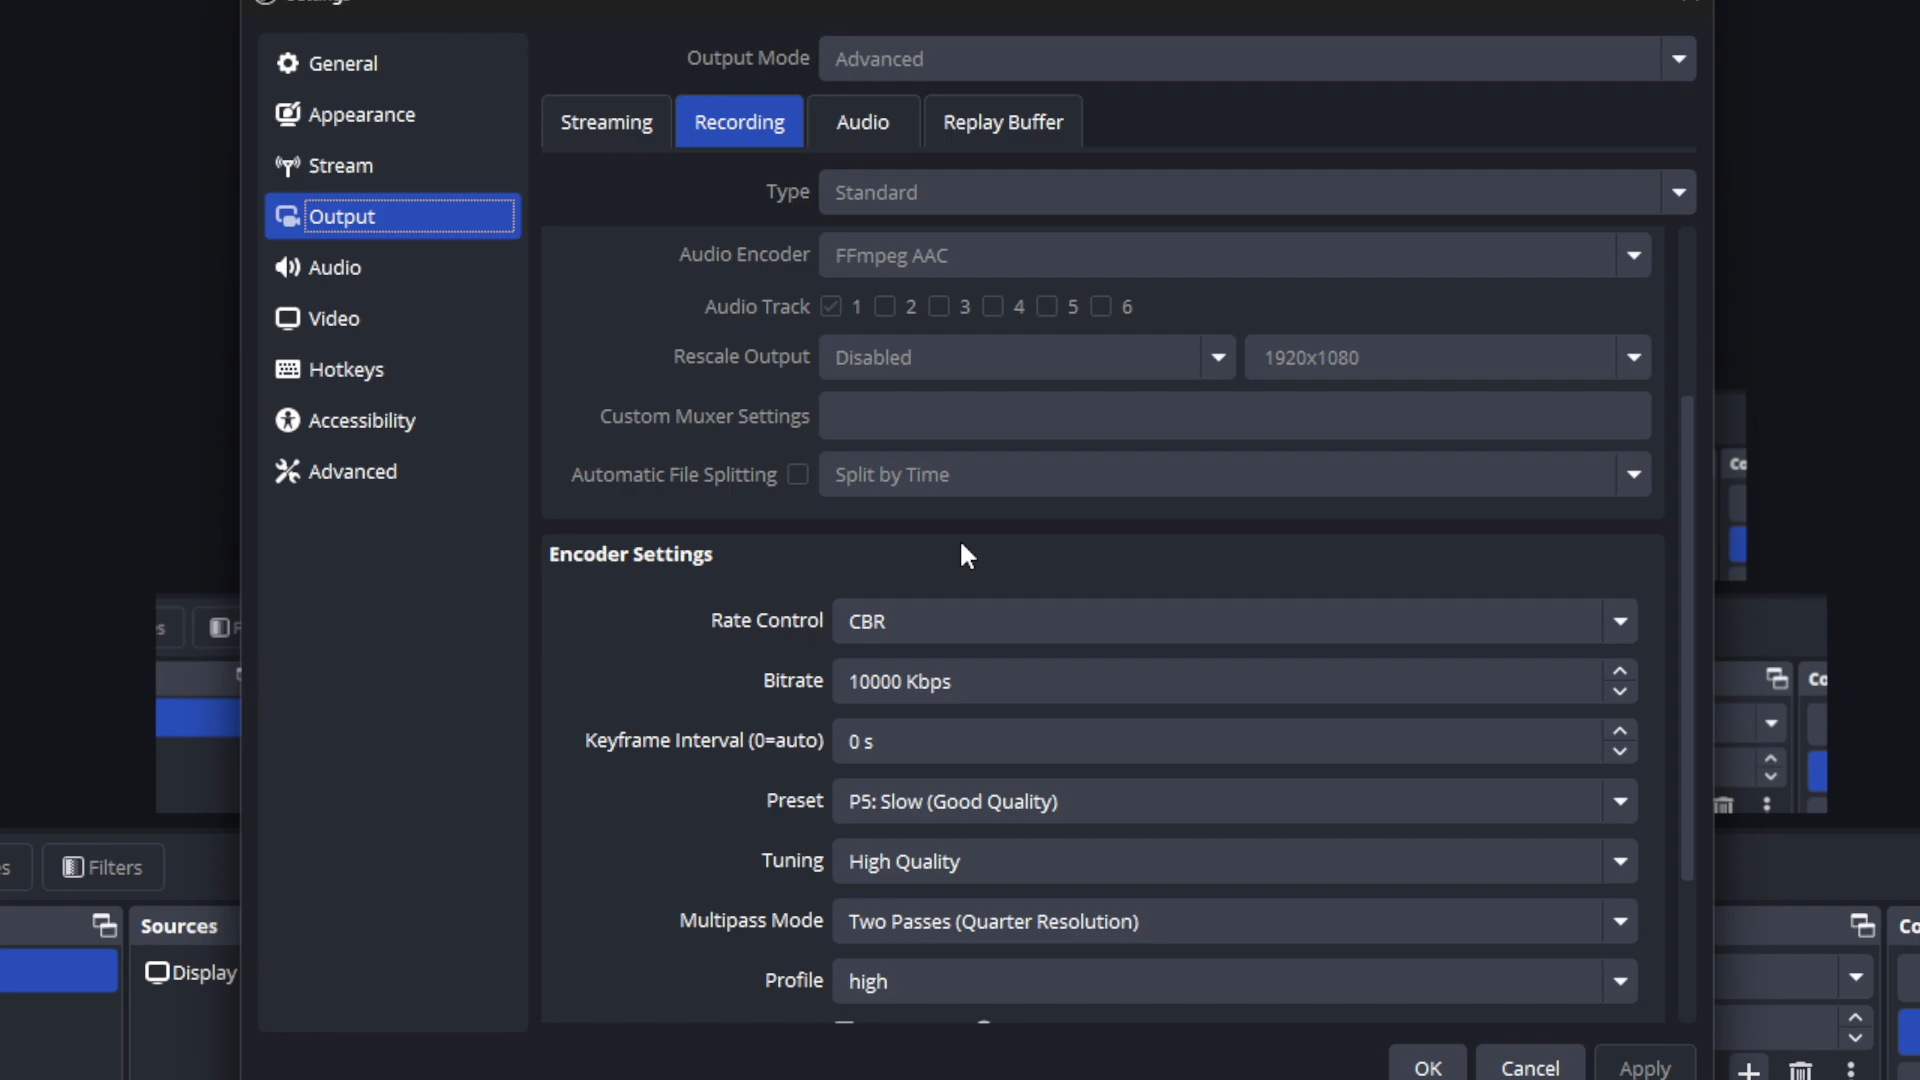 General
Appearance
Stream
Output
Audio
Video
Hotkeys
Accessibility
Advanced
Output Mode Advanced
Streaming Recording Audio Replay Buffer
Type Standard
Audio Encoder FFmpeg AAC
Audio Track 1 2 3 4 5 6
Rescale Output Disabled 1920x1080
Custom Muxer Settings
Automatic File Splitting Split by Time
Encoder Settings
Rate Control CBR
Bitrate 10000 Kbps
Keyframe Interval (0=auto) 0 s
Preset P5: Slow (Good Quality)
Tuning High Quality
Multipass Mode Two Passes (Quarter Resolution)
Profile high
OK Cancel Apply
Filters
Sources
Display